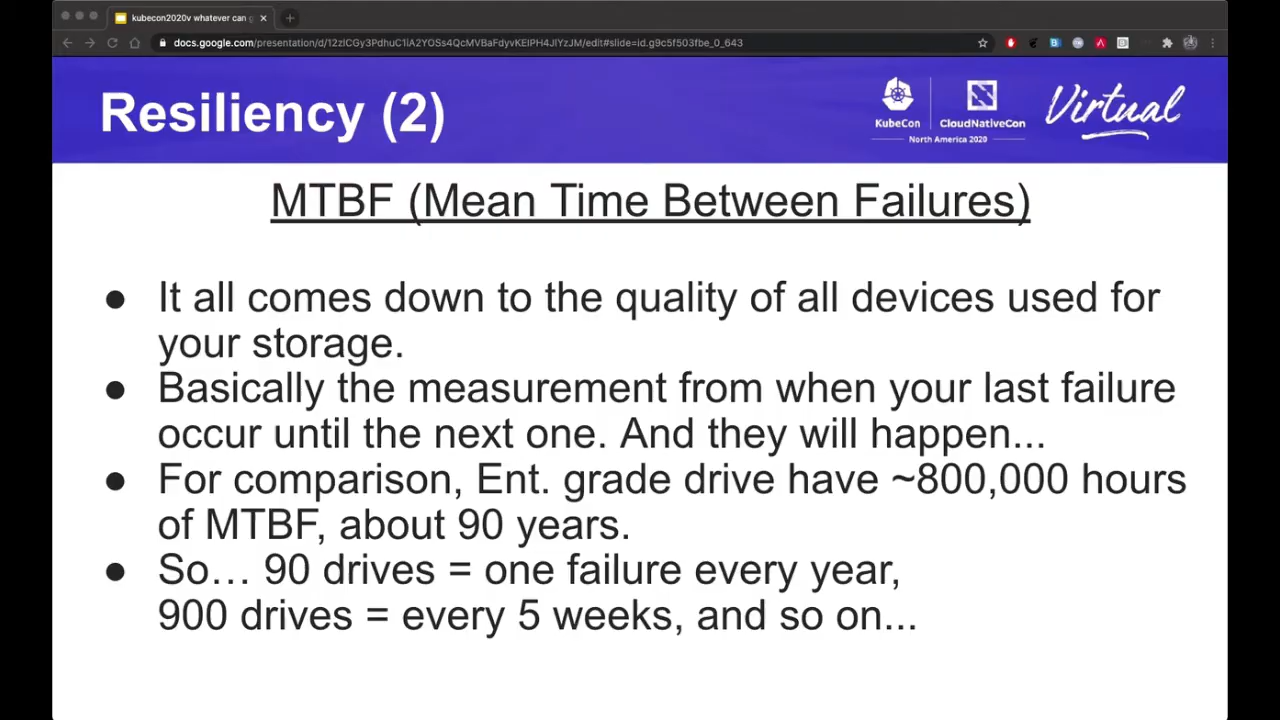 kubecon2020v whatever can g
docs.google.com/presentation/d/12zlCGy3PdhuC1iA2YOSs4QcMVBaFdyvKEIPH4JIYzJM/edit#slide=id.g9c5f503fbe_0_643
Resiliency (2)
KubeCon
CloudNativeCon
North America 2020
Virtual
MTBF (Mean Time Between Failures)
● It all comes down to the quality of all devices used for
your storage.
● Basically the measurement from when your last failure
occur until the next one. And they will happen...
● For comparison, Ent. grade drive have ~800,000 hours
of MTBF, about 90 years.
● So… 90 drives = one failure every year,
900 drives = every 5 weeks, and so on...